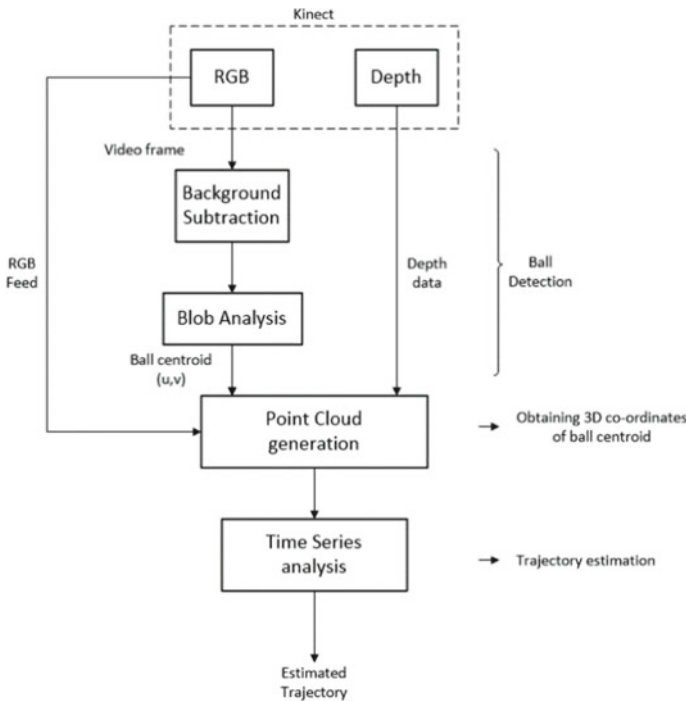 Kinect
RGB
Depth
Video frame
Background
Subtraction
RGB
Feed
Depth
data
Ball
Detection
Blob Analysis
Ball centroid
(u,v)
Point Cloud
generation
Obtaining 3D co-ordinates
of ball centroid
Time Series
analysis
Trajectory estimation
Estimated
Trajectory